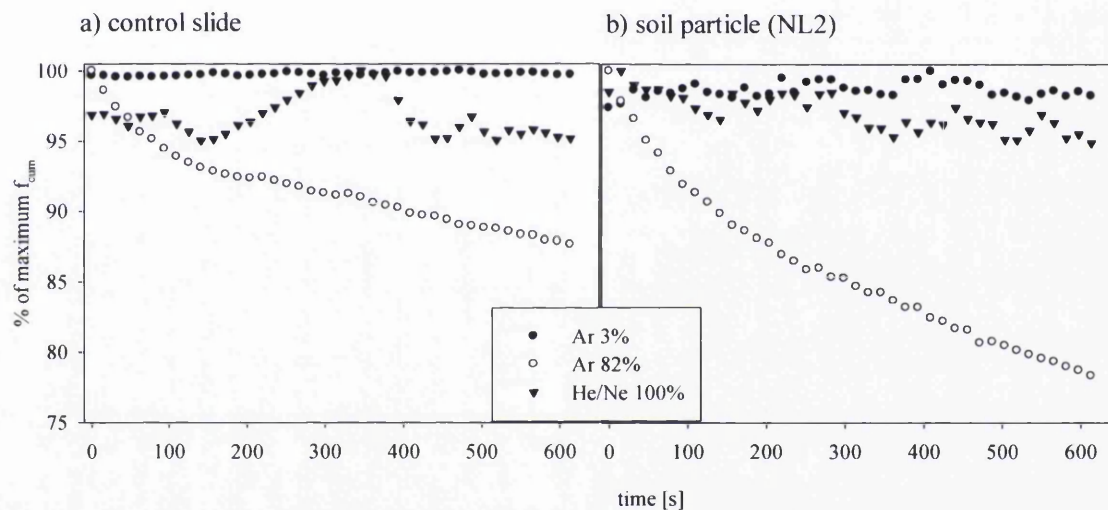 a) control slide
b) soil particle (NL2)
% of maximum f_cum
100
95
90
85
80
75
Ar 3%
Ar 82%
He/Ne 100%
0 100 200 300 400 500 600
0 100 200 300 400 500 600
time [s]